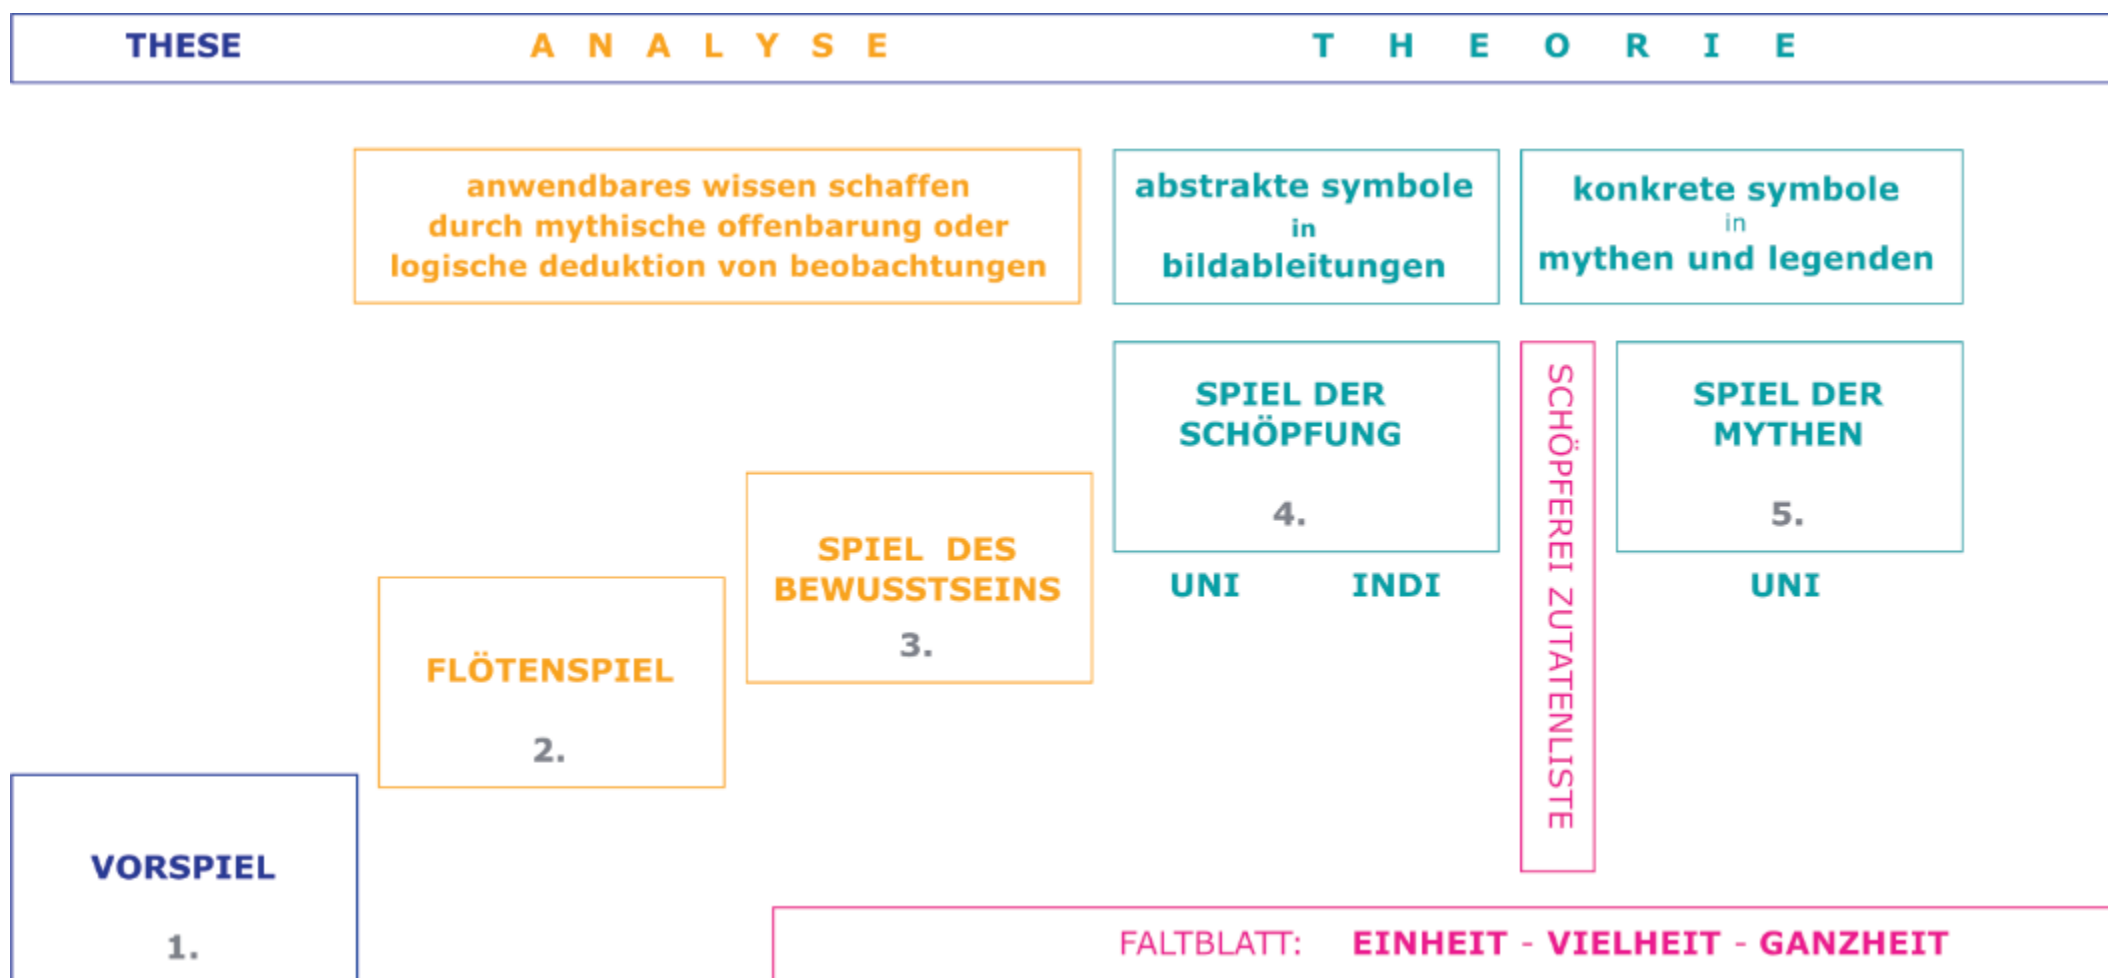 THESE A N A L Y S E T H E O R I E
anwendbares wissen schaffen
durch mythische offenbarung oder
logische deduktion von beobachtungen
abstrakte symbole
in
bildableitungen
konkrete symbole
in
mythen und legenden
SPIEL DER
SCHÖPFUNG
4.
UNI INDI
SCHÖPFEREI ZUTATENLISTE
SPIEL DER
MYTHEN
5.
UNI
SPIEL DES
BEWUSSTSEINS
3.
FLÖTENSPIEL
2.
VORSPIEL
1.
FALTBLATT: EINHEIT - VIELHEIT - GANZHEIT